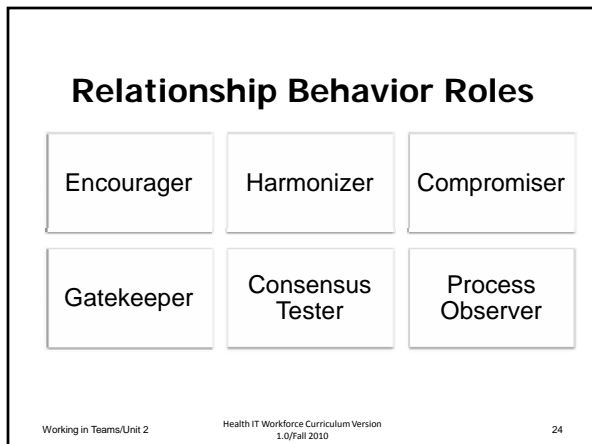 Relationship Behavior Roles
Encourager
Harmonizer
Compromiser
Gatekeeper
Consensus
Tester
Process
Observer
Working in Teams/Unit 2
Health IT Workforce Curriculum Version
1.0/Fall 2010
24